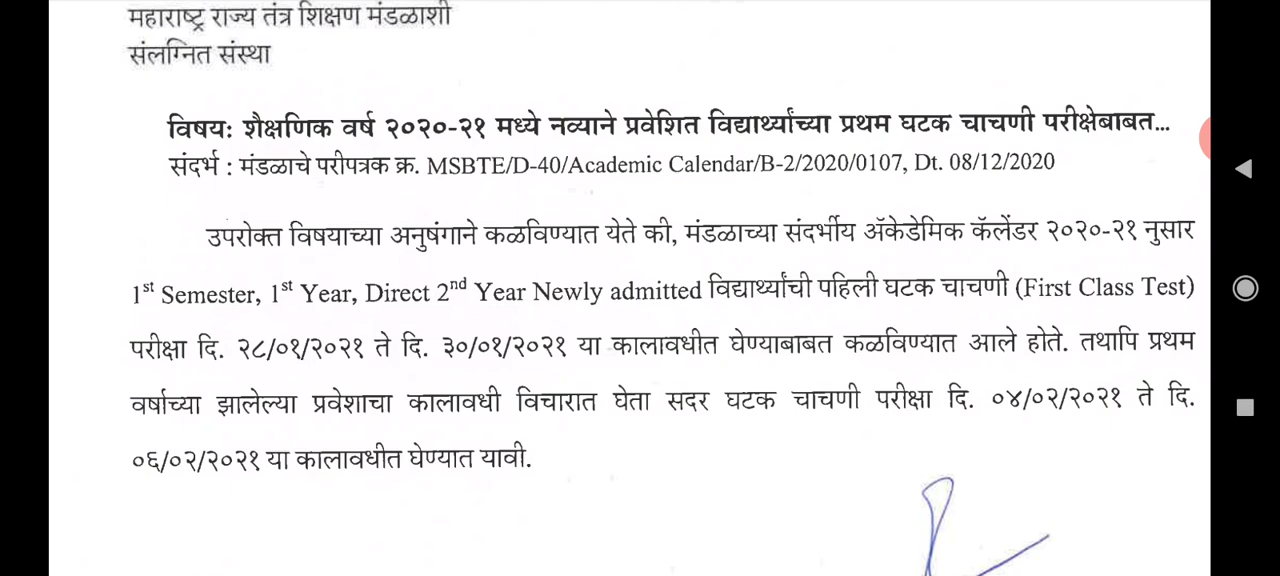 महाराष्ट्र राज्य तंत्र शिक्षण मंडळाशी
संलग्नित संस्था
विषयः शैक्षणिक वर्ष २०२०-२१ मध्ये नव्याने प्रवेशित विद्यार्थ्यांच्या प्रथम घटक चाचणी परीक्षेबाबत...
संदर्भ : मंडळाचे परीपत्रक क्र. MSBTE/D-40/Academic Calendar/B-2/2020/0107, Dt. 08/12/2020
उपरोक्त विषयाच्या अनुषंगाने कळविण्यात येते की, मंडळाच्या संदर्भीय ॲकेडेमिक कॅलेंडर २०२०-२१ नुसार
1st Semester, 1st Year, Direct 2nd Year Newly admitted विद्यार्थ्यांची पहिली घटक चाचणी (First Class Test)
परीक्षा दि. २८/०१/२०२१ ते दि. ३०/०१/२०२१ या कालावधीत घेण्याबाबत कळविण्यात आले होते. तथापि प्रथम
वर्षाच्या झालेल्या प्रवेशाचा कालावधी विचारात घेता सदर घटक चाचणी परीक्षा दि. ०४/०२/२०२१ ते दि.
०६/०२/२०२१ या कालावधीत घेण्यात यावी.